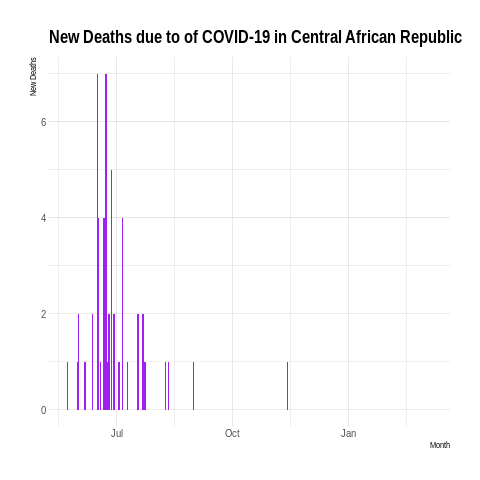 New Deaths due to of COVID-19 in Central African Republic
New Deaths
6
4
2
0
Jul
Oct
Jan
Month